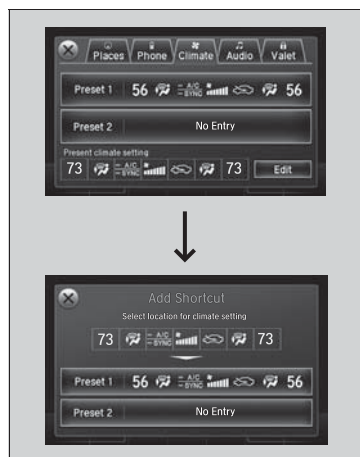 Places Phone Climate Audio Valet
Preset 1 56 A/C SYNC 56
Preset 2 No Entry
Present climate setting
73 A/C SYNC 73 Edit
Add Shortcut
Select location for climate setting
73 A/C SYNC 73
Preset 1 56 A/C SYNC 56
Preset 2 No Entry